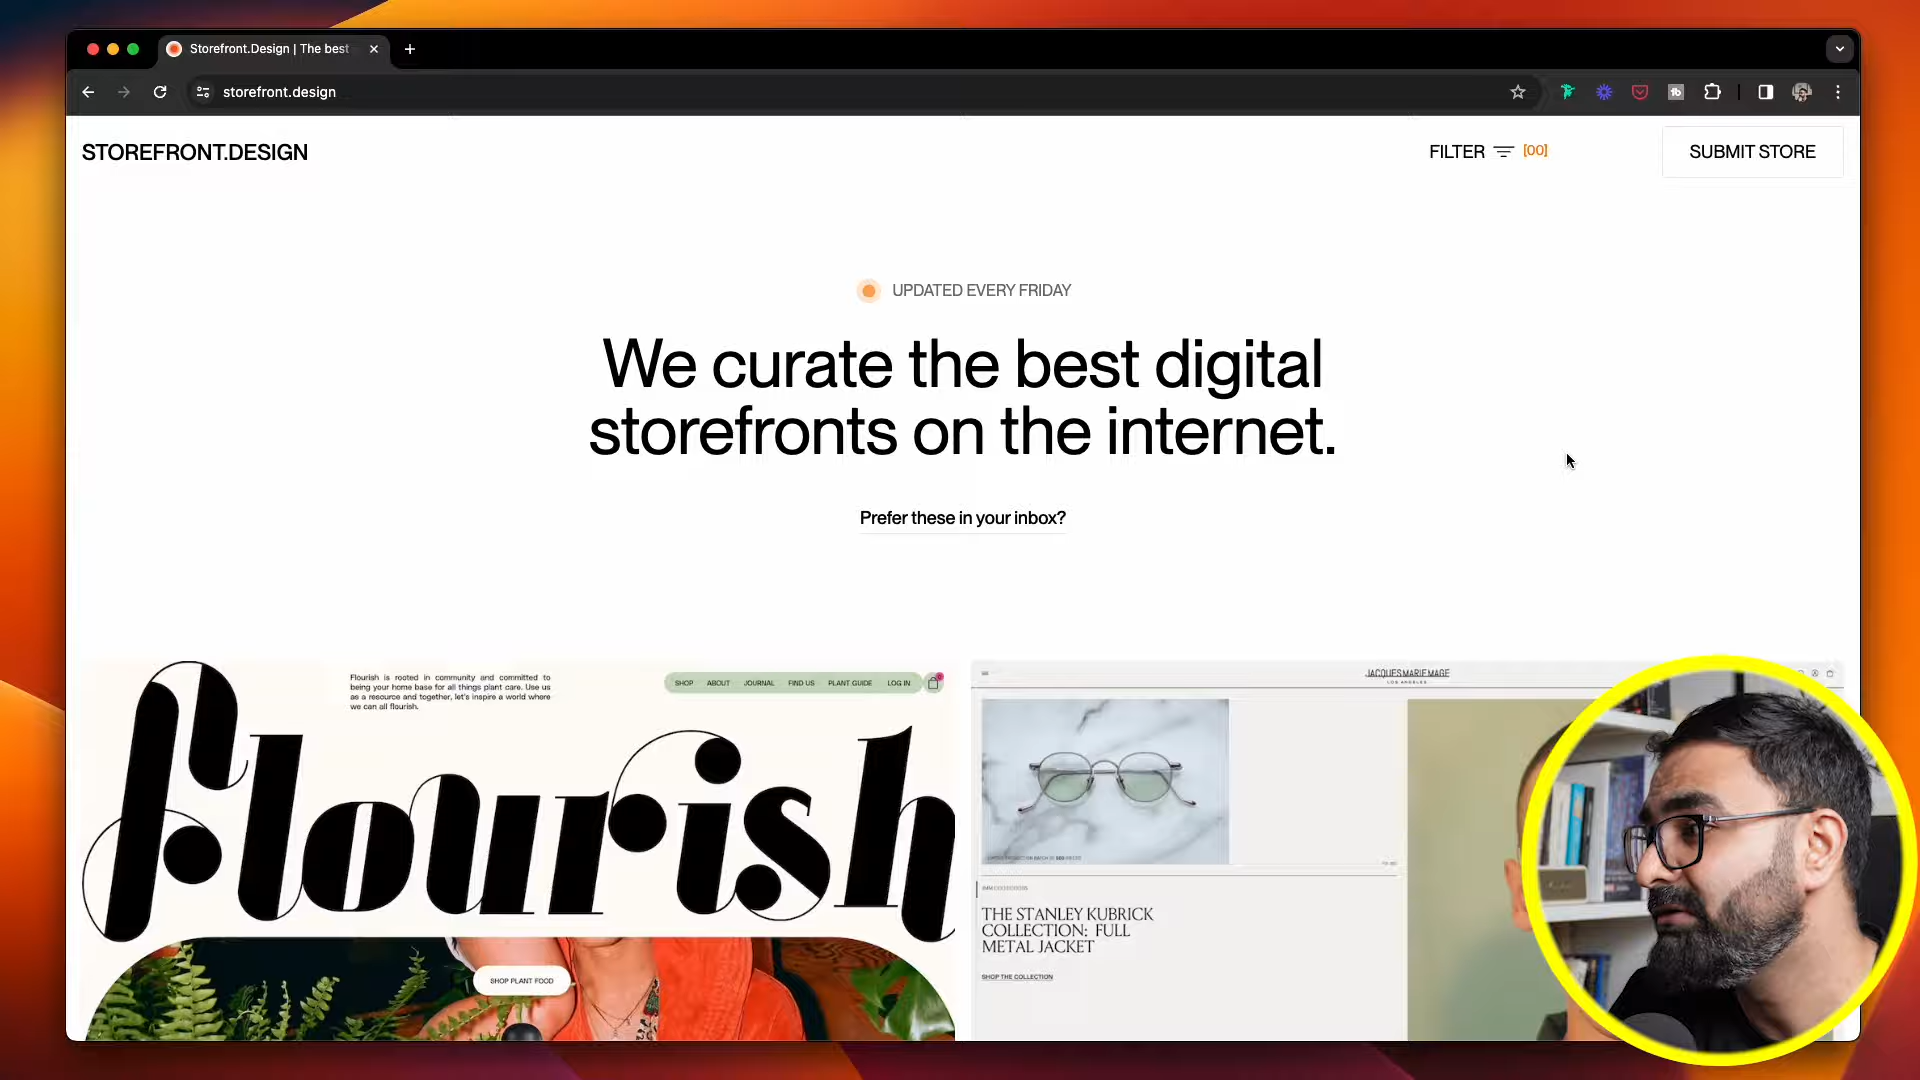 Storefront.Design | The best
storefront.design
STOREFRONT.DESIGN
FILTER [00]
SUBMIT STORE
UPDATED EVERY FRIDAY
We curate the best digital
storefronts on the internet.
Prefer these in your inbox?
Flourish is rooted in community and committed to
being your home base for all things plant care. Use us
as a resource and together, let's inspire a world where
we can all flourish.
SHOP ABOUT JOURNAL FIND US PLANT GUIDE LOG IN
flourish
SHOP PLANT FOOD
JACQUESMARIEMAGE
LOS ANGELES
THE STANLEY KUBRICK
COLLECTION: FULL
METAL JACKET
SHOP THE COLLECTION